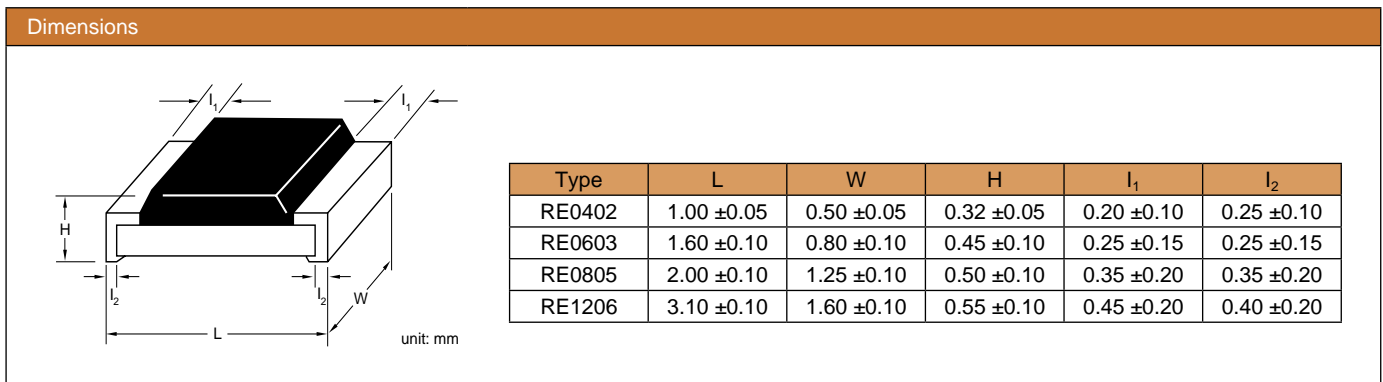 Dimensions
I₁ I₁
H
I₂ I₂ W
L
unit: mm
Type L W H I₁ I₂
RE0402 1.00 ±0.05 0.50 ±0.05 0.32 ±0.05 0.20 ±0.10 0.25 ±0.10
RE0603 1.60 ±0.10 0.80 ±0.10 0.45 ±0.10 0.25 ±0.15 0.25 ±0.15
RE0805 2.00 ±0.10 1.25 ±0.10 0.50 ±0.10 0.35 ±0.20 0.35 ±0.20
RE1206 3.10 ±0.10 1.60 ±0.10 0.55 ±0.10 0.45 ±0.20 0.40 ±0.20